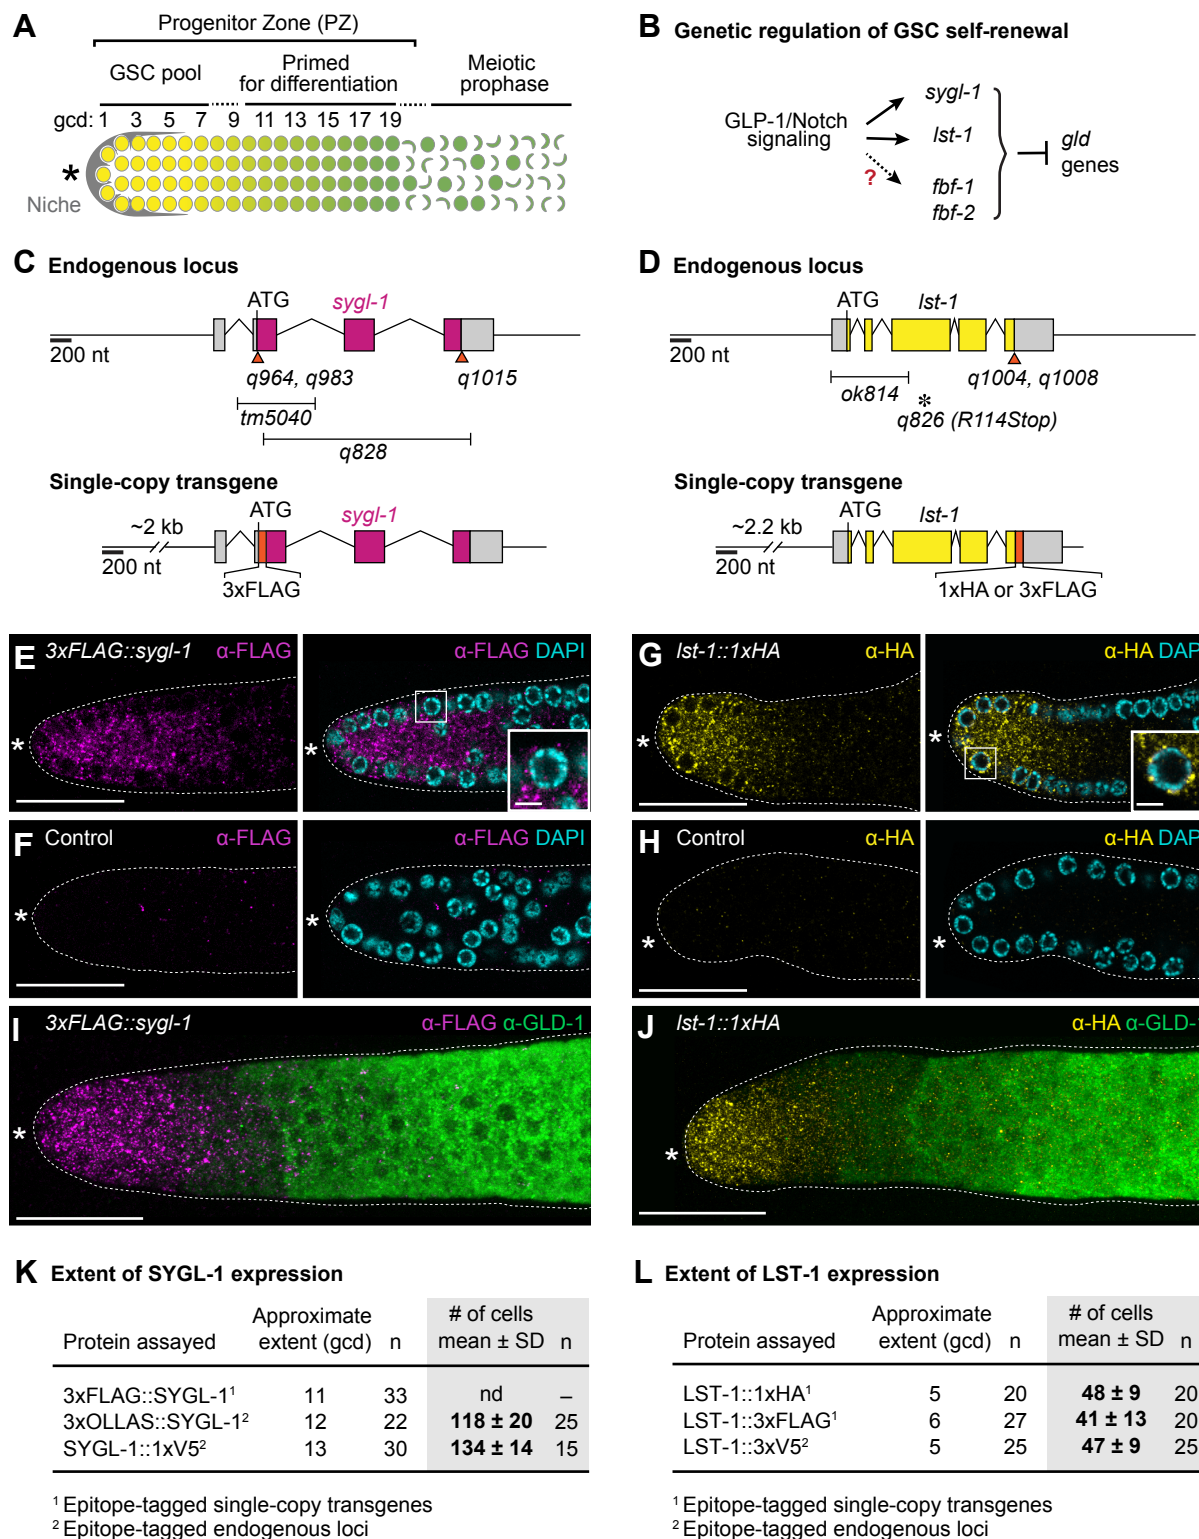 A
Progenitor Zone (PZ)
GSC pool
Primed
for differentiation
Meiotic
prophase
gcd: 1 3 5 7 9 11 13 15 17 19
*
Niche
B Genetic regulation of GSC self-renewal
GLP-1/Notch
signaling
?
sygl-1
lst-1
fbf-1
fbf-2
gld
genes
C Endogenous locus
ATG
sygl-1
200 nt
q964, q983
q1015
tm5040
q828
Single-copy transgene
~2 kb
ATG
sygl-1
200 nt
3xFLAG
D Endogenous locus
ATG
lst-1
200 nt
ok814
q1004, q1008
*
q826 (R114Stop)
Single-copy transgene
~2.2 kb
ATG
lst-1
200 nt
1xHA or 3xFLAG
E 3xFLAG::sygl-1 α-FLAG
α-FLAG DAPI
*
*
G lst-1::1xHA α-HA
α-HA DAPI
*
*
F Control α-FLAG
α-FLAG DAPI
*
*
H Control α-HA
α-HA DAPI
*
*
I 3xFLAG::sygl-1 α-FLAG α-GLD-1
*
J lst-1::1xHA α-HA α-GLD-1
*
K Extent of SYGL-1 expression
Protein assayed
Approximate
extent (gcd)
n
# of cells
mean ± SD
n
3xFLAG::SYGL-1¹ 11 33 nd –
3xOLLAS::SYGL-1² 12 22 118 ± 20 25
SYGL-1::1xV5² 13 30 134 ± 14 15
¹ Epitope-tagged single-copy transgenes
² Epitope-tagged endogenous loci
L Extent of LST-1 expression
Protein assayed
Approximate
extent (gcd)
n
# of cells
mean ± SD
n
LST-1::1xHA¹ 5 20 48 ± 9 20
LST-1::3xFLAG¹ 6 27 41 ± 13 20
LST-1::3xV5² 5 25 47 ± 9 25
¹ Epitope-tagged single-copy transgenes
² Epitope-tagged endogenous loci